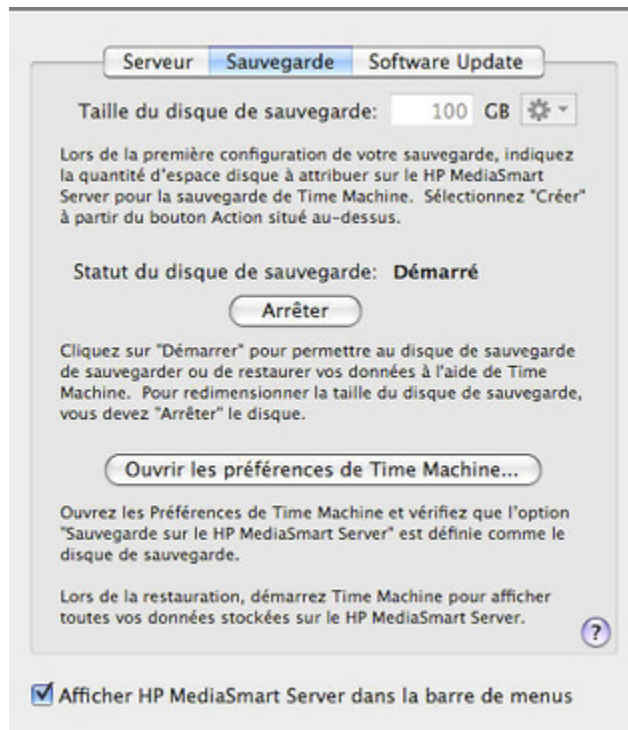 Serveur Sauvegarde Software Update
Taille du disque de sauvegarde: 100 GB
Lors de la première configuration de votre sauvegarde, indiquez
la quantité d'espace disque à attribuer sur le HP MediaSmart
Server pour la sauvegarde de Time Machine. Sélectionnez "Créer"
à partir du bouton Action situé au-dessus.
Statut du disque de sauvegarde: Démarré
Arrêter
Cliquez sur "Démarrer" pour permettre au disque de sauvegarde
de sauvegarder ou de restaurer vos données à l'aide de Time
Machine. Pour redimensionner la taille du disque de sauvegarde,
vous devez "Arrêter" le disque.
Ouvrir les préférences de Time Machine...
Ouvrez les Préférences de Time Machine et vérifiez que l'option
"Sauvegarde sur le HP MediaSmart Server" est définie comme le
disque de sauvegarde.
Lors de la restauration, démarrez Time Machine pour afficher
toutes vos données stockées sur le HP MediaSmart Server.
?
Afficher HP MediaSmart Server dans la barre de menus